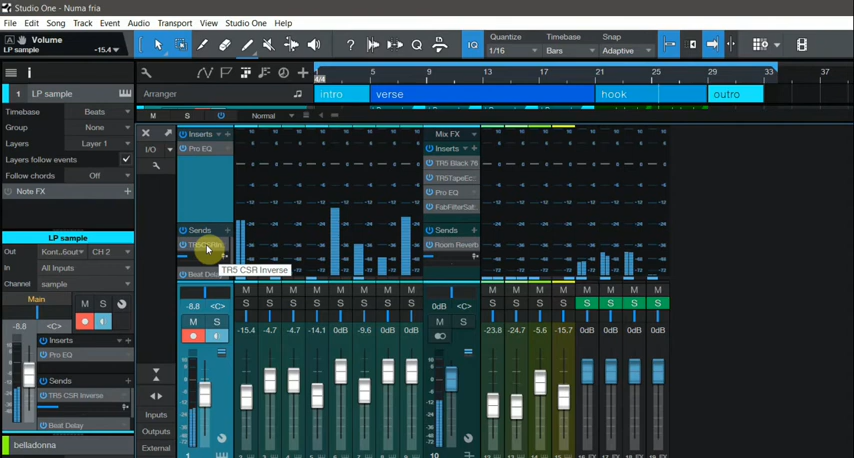 Studio One - Numa fria
File Edit Song Track Event Audio Transport View Studio One Help
A Volume
LP sample -15.4
Quantize Timebase Snap
1/16 Bars Adaptive
IQ
1 5 9 13 17 21 25 29 33 37
4/4
1 LP sample
Arranger intro verse hook outro
Timebase Beats
Group None
Layers Layer 1
Layers follow events
Follow chords Off
Note FX
M S Normal
I/O
Inserts
Pro EQ
Sends
Beat Delay
TR5 CSR Inverse
Mix FX
Inserts
TR5 Black 76
TR5TapeEc:
Pro EQ
FabFilterSat
Sends
Room Reverb
LP sample
Out Kont..6out CH 2
In All Inputs
Channel sample
Main
M S
-8.8 <C>
Inserts
Pro EQ
Sends
TR5 CSR Inverse
Beat Delay
belladonna
M M M M M M M M M M M M M M M M
S S S S S S S S S S S S S S S S
-8.8 <C> -15.4 -4.7 -4.7 -14.1 0dB -9.6 0dB 0dB 0dB <C> -23.8 -24.7 -5.6 -15.7 0dB 0dB 0dB 0dB
M S M S
Inputs
Outputs
External
1 10